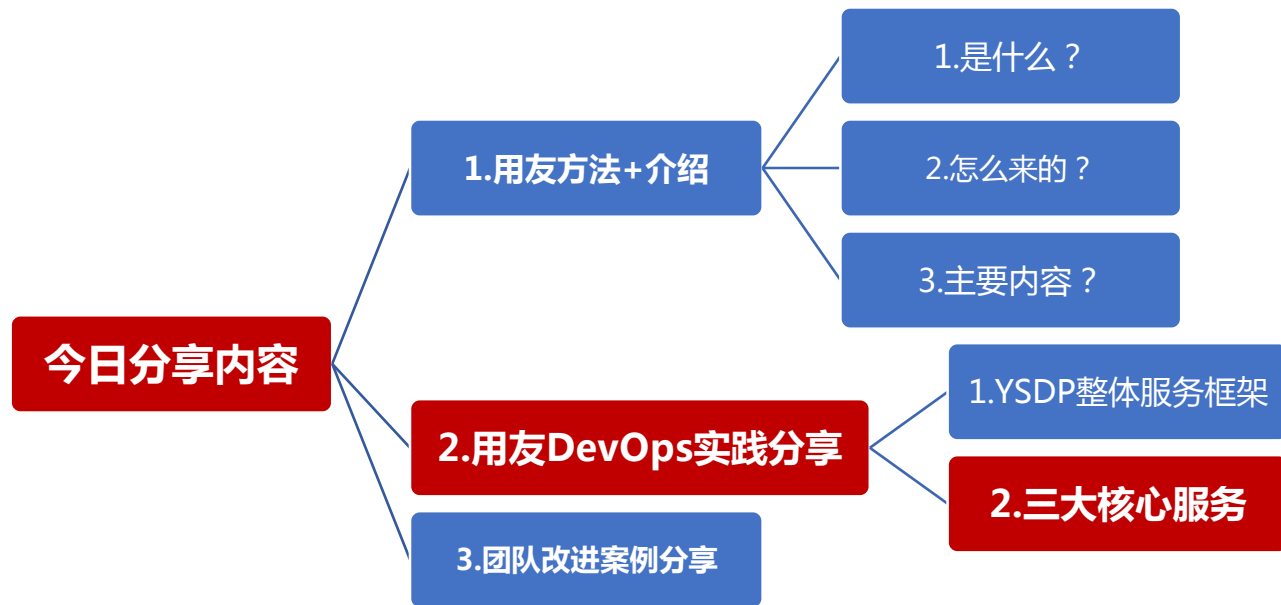 今日分享内容
1.用友方法+介绍
1.是什么？
2.怎么来的？
3.主要内容？
2.用友DevOps实践分享
1.YSDP整体服务框架
2.三大核心服务
3.团队改进案例分享